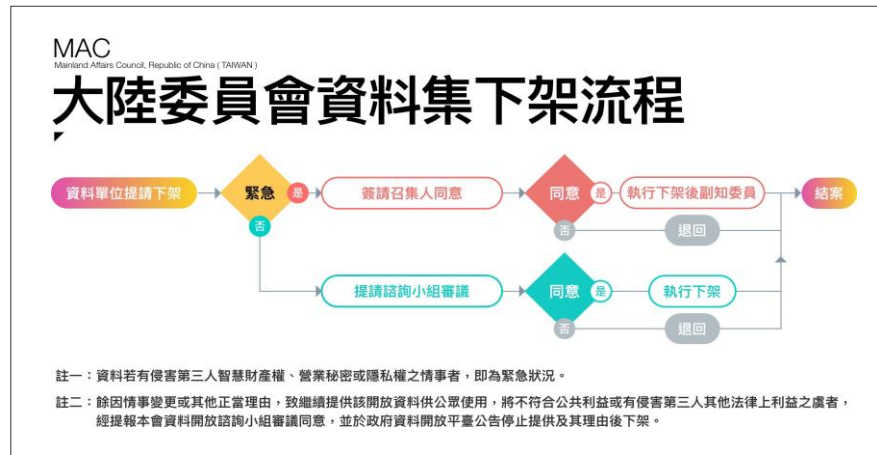 MAC
Mainland Affairs Council, Republic of China ( TAIWAN )
大陸委員會資料集下架流程
資料單位提請下架
緊急
是
簽請召集人同意
同意
是
執行下架後副知委員
結案
否
否
退回
提請諮詢小組審議
同意
是
執行下架
否
退回
註一：資料若有侵害第三人智慧財產權、營業秘密或隱私權之情事者，即為緊急狀況。
註二：餘因情事變更或其他正當理由，致繼續提供該開放資料供公眾使用，將不符合公共利益或有侵害第三人其他法律上利益之虞者，
經提報本會資料開放諮詢小組審議同意，並於政府資料開放平臺公告停止提供及其理由後下架。